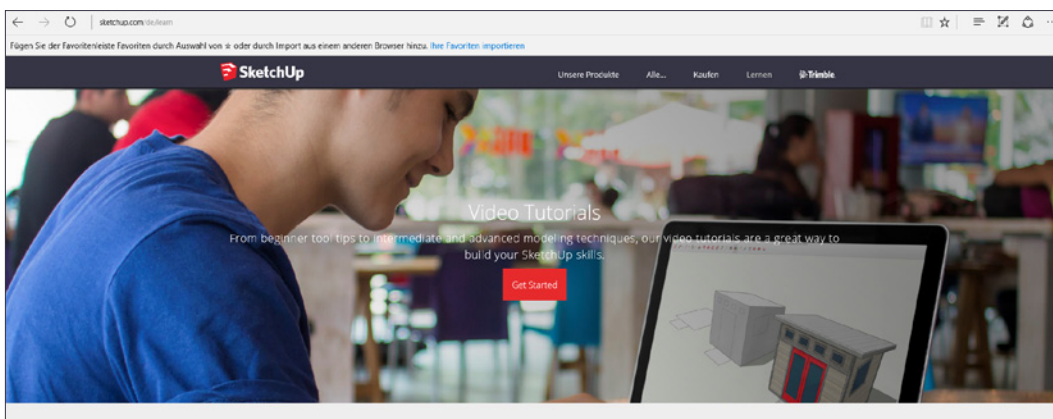 sketchup.com/de/learn
Fügen Sie der Favoritenleiste Favoriten durch Auswahl von ☆ oder durch Import aus einem anderen Browser hinzu. Ihre Favoriten importieren
SketchUp Unsere Produkte Alle... Kaufen Lernen Trimble
Video Tutorials
From beginner tool tips to intermediate and advanced modeling techniques, our video tutorials are a great way to
build your SketchUp skills.
Get Started